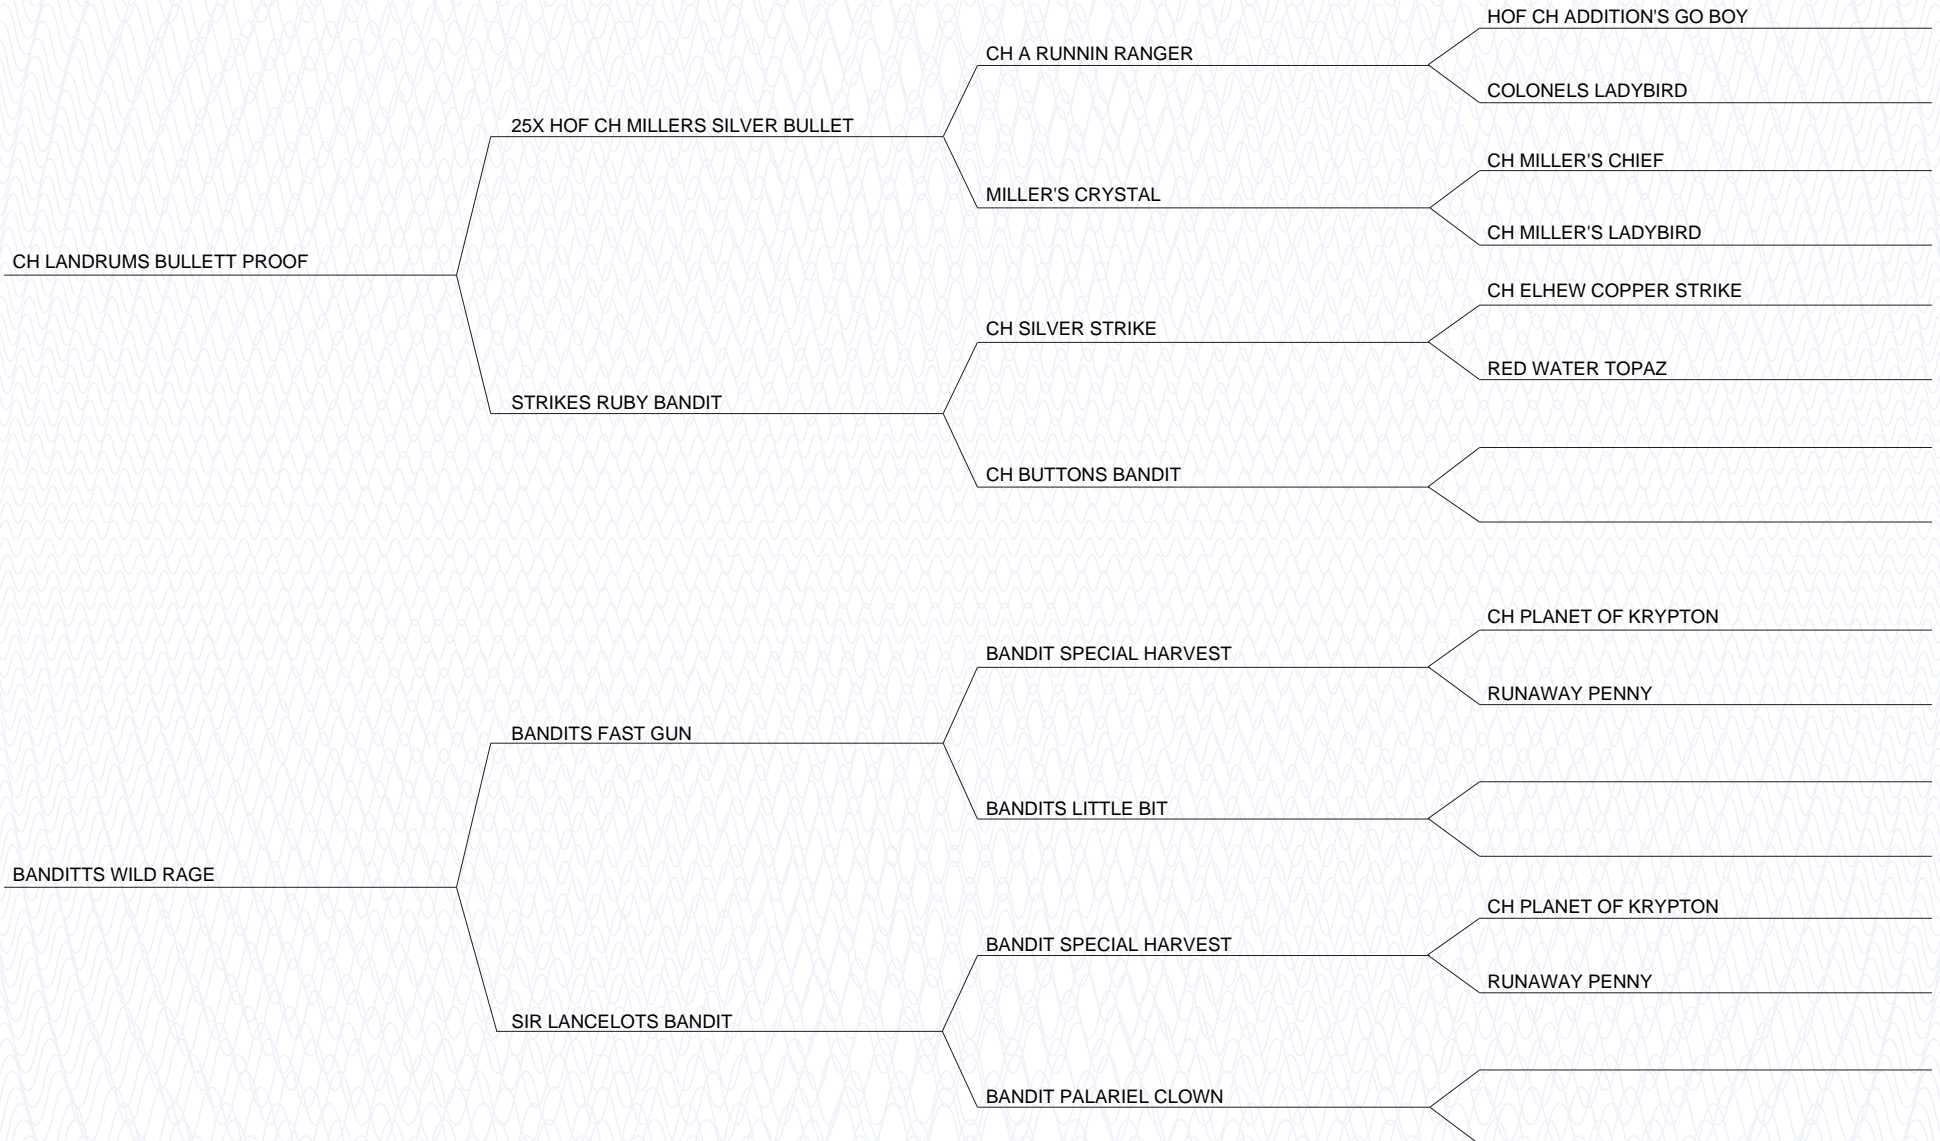 HOF CH ADDITION'S GO BOY
CH A RUNNIN RANGER
COLONELS LADYBIRD
25X HOF CH MILLERS SILVER BULLET
CH MILLER'S CHIEF
MILLER'S CRYSTAL
CH MILLER'S LADYBIRD
CH LANDRUMS BULLETT PROOF
CH ELHEW COPPER STRIKE
CH SILVER STRIKE
RED WATER TOPAZ
STRIKES RUBY BANDIT
CH BUTTONS BANDIT
CH PLANET OF KRYPTON
BANDIT SPECIAL HARVEST
RUNAWAY PENNY
BANDITS FAST GUN
BANDITS LITTLE BIT
BANDITTS WILD RAGE
CH PLANET OF KRYPTON
BANDIT SPECIAL HARVEST
RUNAWAY PENNY
SIR LANCELOTS BANDIT
BANDIT PALARIEL CLOWN